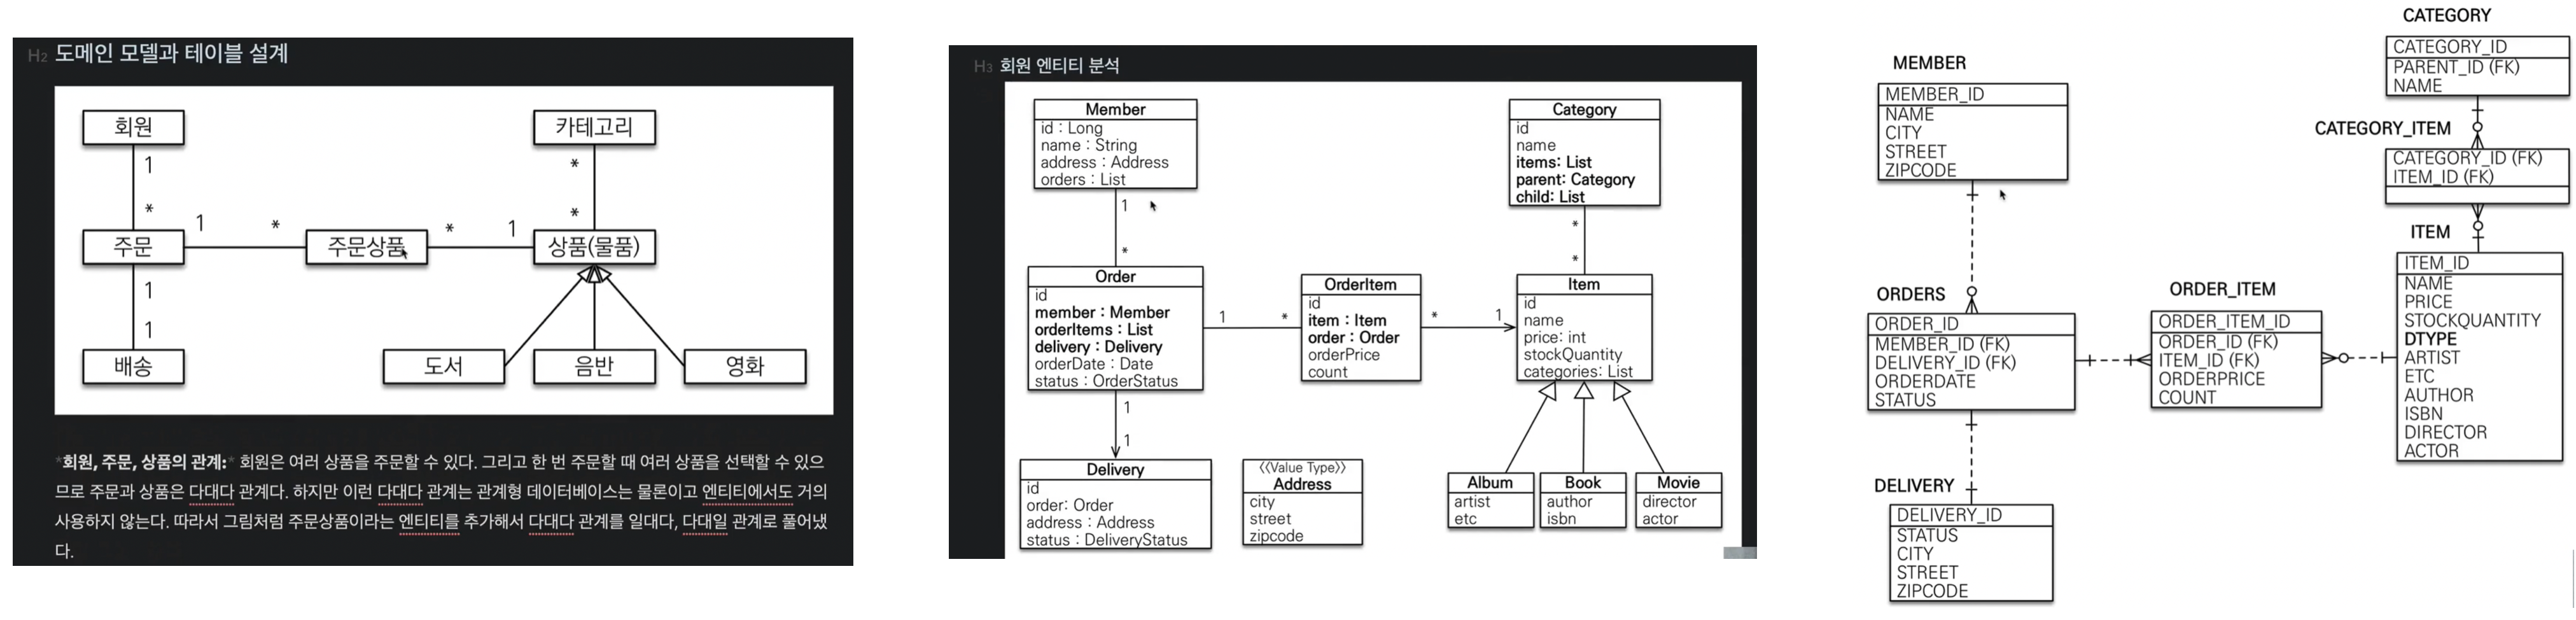 H2 도메인 모델과 테이블 설계
회원
카테고리
1
*
*
*
주문
1
*
주문상품
*
1
상품(물품)
1
1
배송
도서
음반
영화
*회원, 주문, 상품의 관계:* 회원은 여러 상품을 주문할 수 있다. 그리고 한 번 주문할 때 여러 상품을 선택할 수 있으
므로 주문과 상품은 다대다 관계다. 하지만 이런 다대다 관계는 관계형 데이터베이스는 물론이고 엔티티에서도 거의
사용하지 않는다. 따라서 그림처럼 주문상품이라는 엔티티를 추가해서 다대다 관계를 일대다, 다대일 관계로 풀어냈
다.
H3 회원 엔티티 분석
Member
id : Long
name : String
address : Address
orders : List
Category
id
name
items: List
parent: Category
child: List
1
*
*
*
Order
id
member : Member
orderItems : List
delivery : Delivery
orderDate : Date
status : OrderStatus
1
*
OrderItem
id
item : Item
order : Order
orderPrice
count
*
1
Item
id
name
price: int
stockQuantity
categories: List
1
1
Delivery
id
order: Order
address : Address
status : DeliveryStatus
⟨⟨Value Type⟩⟩
Address
city
street
zipcode
Album
artist
etc
Book
author
isbn
Movie
director
actor
CATEGORY
CATEGORY_ID
PARENT_ID (FK)
NAME
MEMBER
MEMBER_ID
NAME
CITY
STREET
ZIPCODE
CATEGORY_ITEM
CATEGORY_ID (FK)
ITEM_ID (FK)
ITEM
ITEM_ID
NAME
PRICE
STOCKQUANTITY
DTYPE
ARTIST
ETC
AUTHOR
ISBN
DIRECTOR
ACTOR
ORDERS
ORDER_ID
MEMBER_ID (FK)
DELIVERY_ID (FK)
ORDERDATE
STATUS
ORDER_ITEM
ORDER_ITEM_ID
ORDER_ID (FK)
ITEM_ID (FK)
ORDERPRICE
COUNT
DELIVERY
DELIVERY_ID
STATUS
CITY
STREET
ZIPCODE